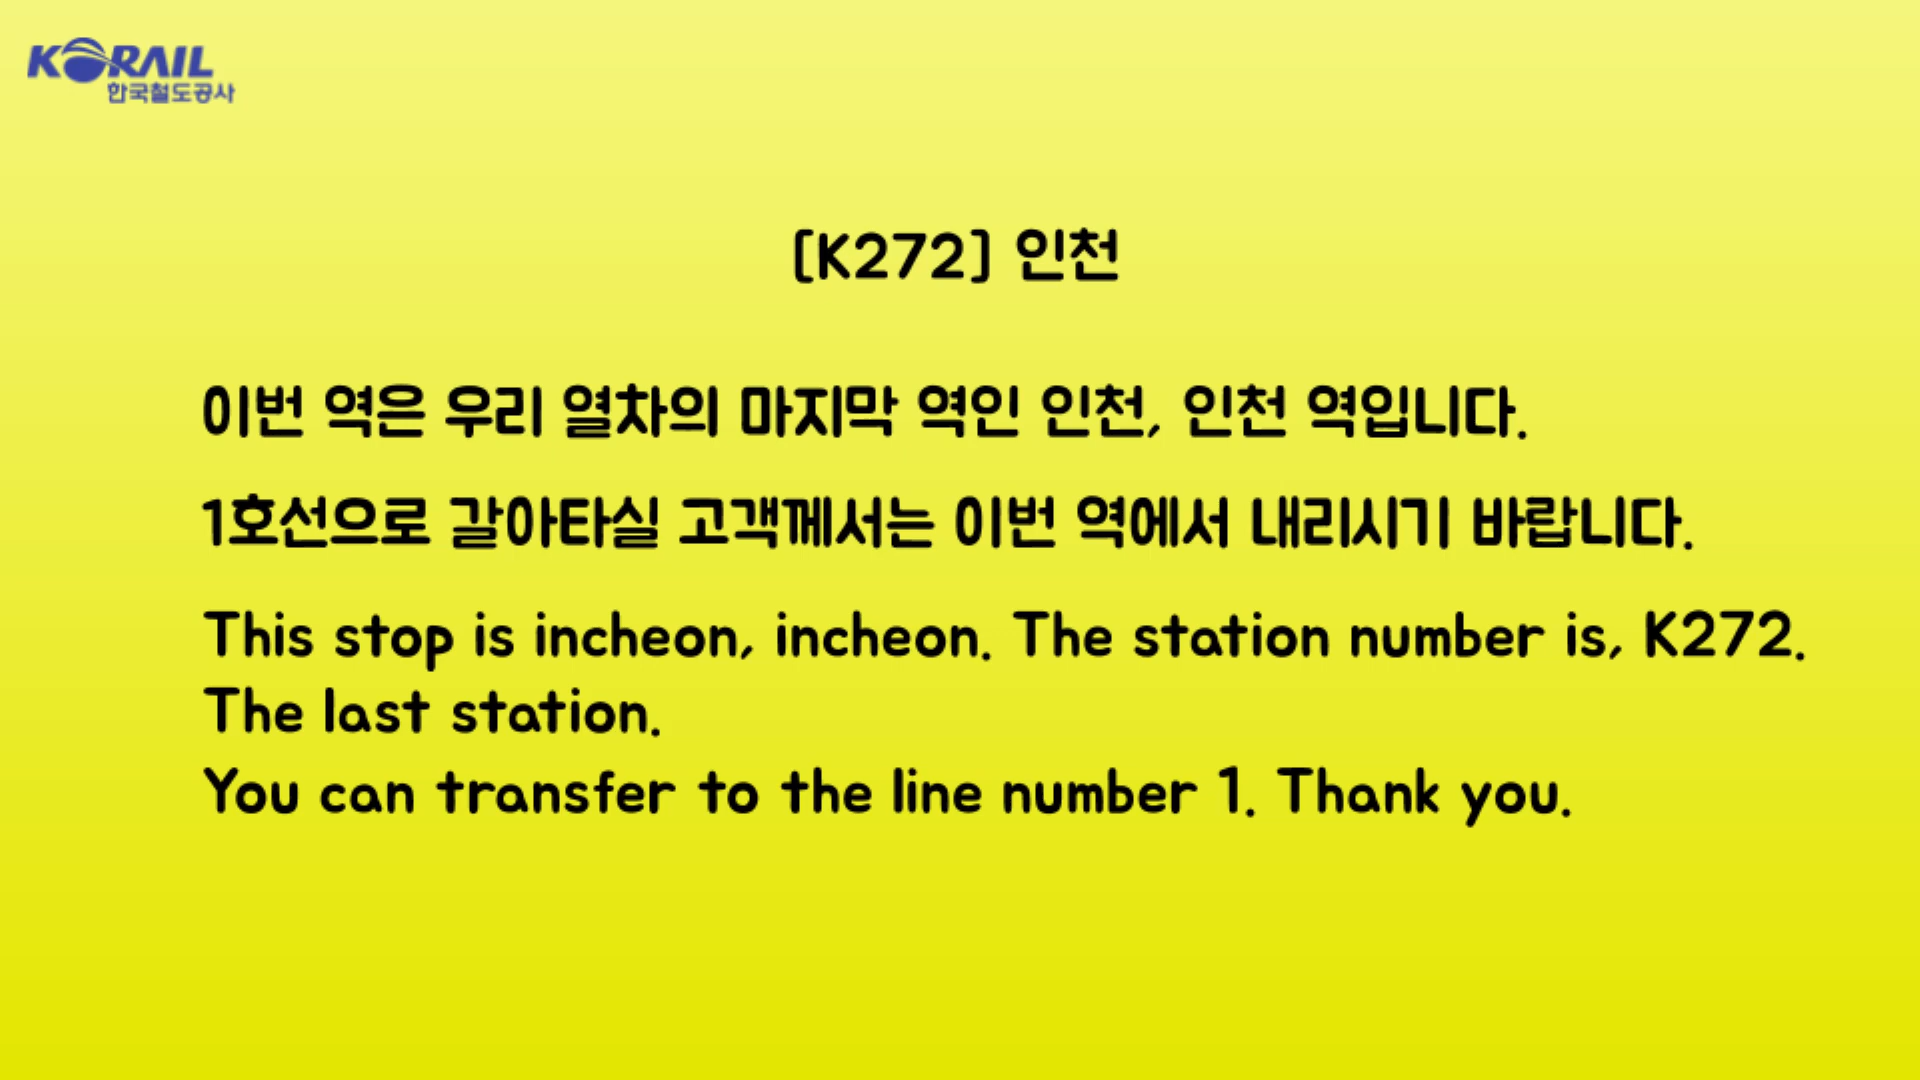 KORAIL
한국철도공사
[K272] 인천
이번 역은 우리 열차의 마지막 역인 인천, 인천 역입니다.
1호선으로 갈아타실 고객께서는 이번 역에서 내리시기 바랍니다.
This stop is incheon, incheon. The station number is, K272.
The last station.
You can transfer to the line number 1. Thank you.